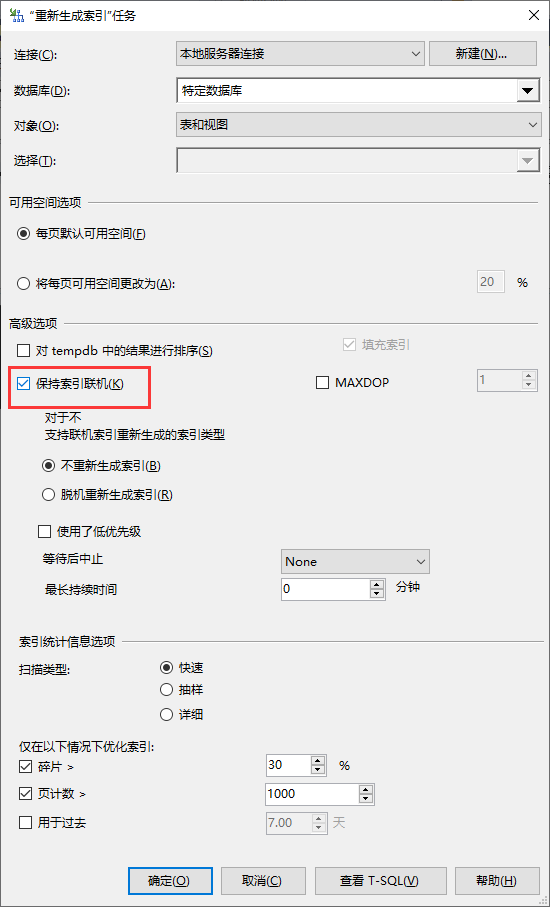 “重新生成索引”任务
连接(C):
本地服务器连接
新建(N)...
数据库(D):
特定数据库
对象(O):
表和视图
选择(T):
可用空间选项
每页默认可用空间(F)
将每页可用空间更改为(A):
20 %
高级选项
对 tempdb 中的结果进行排序(S)
填充索引
保持索引联机(K)
MAXDOP
1
对于不
支持联机索引重新生成的索引类型
不重新生成索引(B)
脱机重新生成索引(R)
使用了低优先级
等待后中止
None
最长持续时间
0
分钟
索引统计信息选项
扫描类型:
快速
抽样
详细
仅在以下情况下优化索引:
碎片 >
30 %
页计数 >
1000
用于过去
7.00 天
确定(O)
取消(C)
查看 T-SQL(V)
帮助(H)